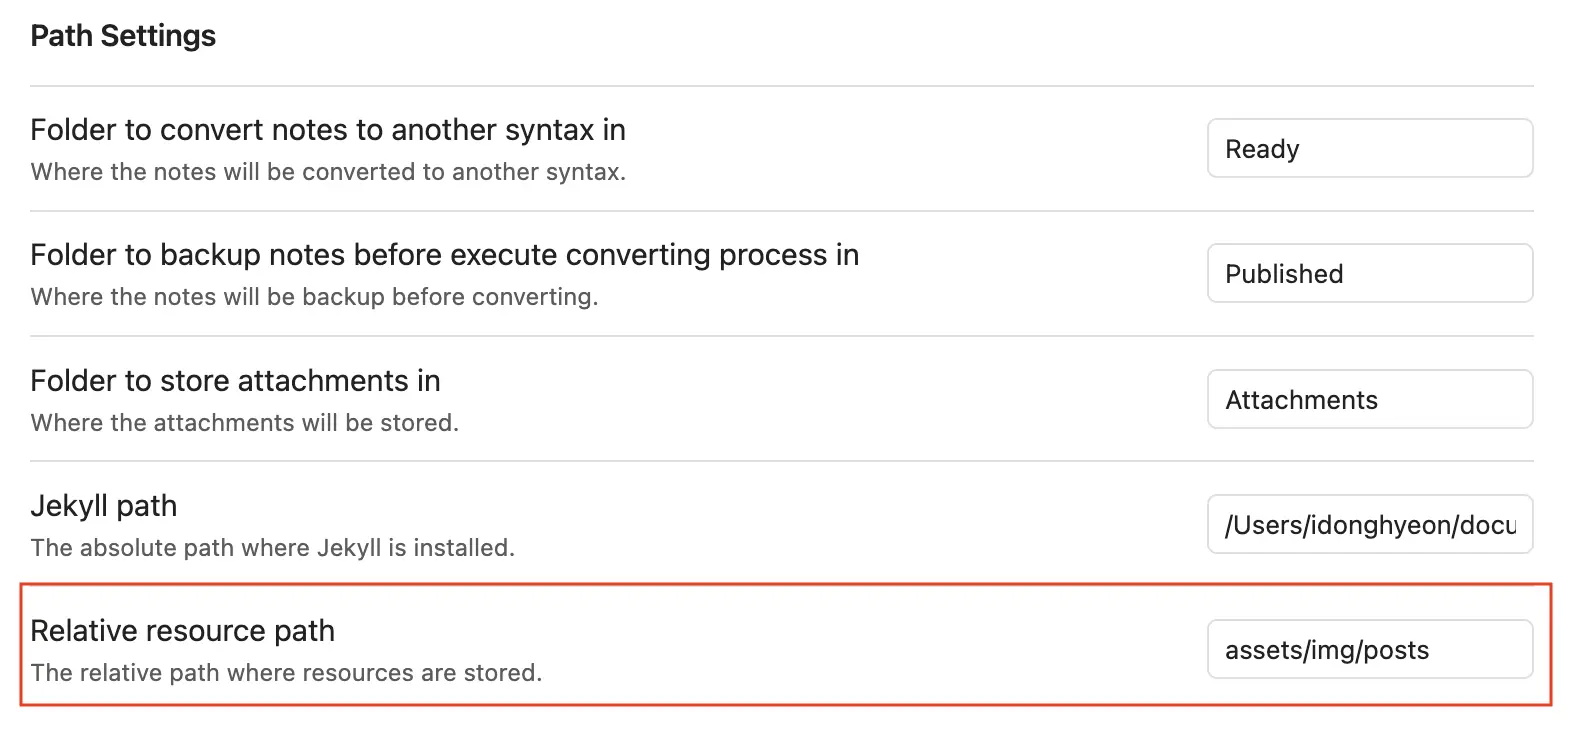 Path Settings
Folder to convert notes to another syntax in
Where the notes will be converted to another syntax.
Ready
Folder to backup notes before execute converting process in
Where the notes will be backup before converting.
Published
Folder to store attachments in
Where the attachments will be stored.
Attachments
Jekyll path
The absolute path where Jekyll is installed.
/Users/idonghyeon/docu
Relative resource path
The relative path where resources are stored.
assets/img/posts